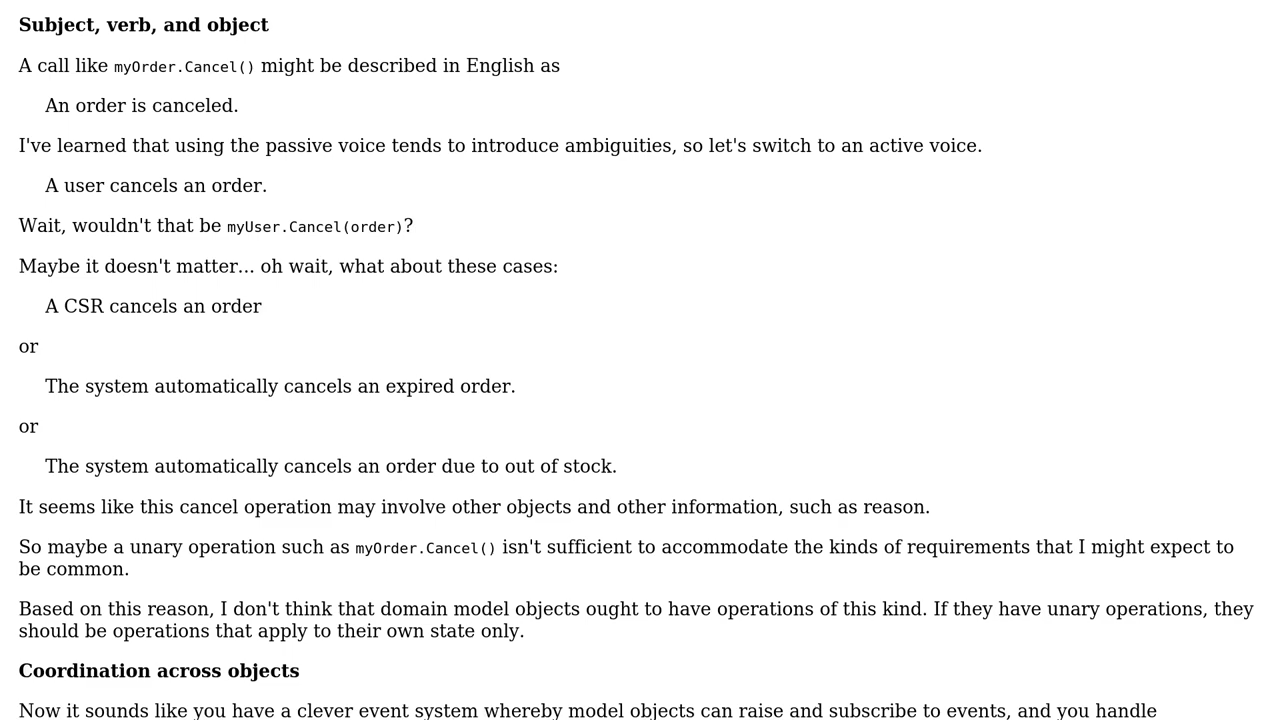 Subject, verb, and object
A call like myOrder.Cancel() might be described in English as
An order is canceled.
I've learned that using the passive voice tends to introduce ambiguities, so let's switch to an active voice.
A user cancels an order.
Wait, wouldn't that be myUser.Cancel(order)?
Maybe it doesn't matter... oh wait, what about these cases:
A CSR cancels an order
or
The system automatically cancels an expired order.
or
The system automatically cancels an order due to out of stock.
It seems like this cancel operation may involve other objects and other information, such as reason.
So maybe a unary operation such as myOrder.Cancel() isn't sufficient to accommodate the kinds of requirements that I might expect to
be common.
Based on this reason, I don't think that domain model objects ought to have operations of this kind. If they have unary operations, they
should be operations that apply to their own state only.
Coordination across objects
Now it sounds like you have a clever event system whereby model objects can raise and subscribe to events, and you handle